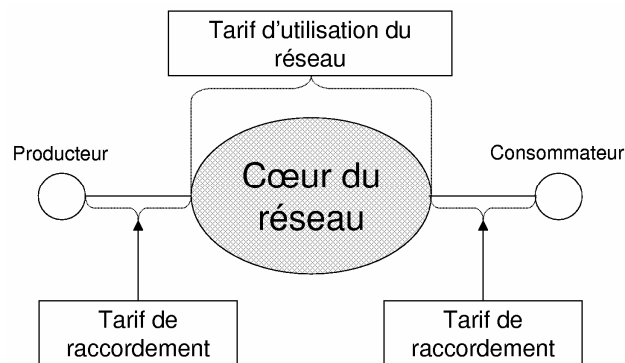 Tarif d'utilisation du
réseau
Producteur
Consommateur
Cœur du
réseau
Tarif de
raccordement
Tarif de
raccordement